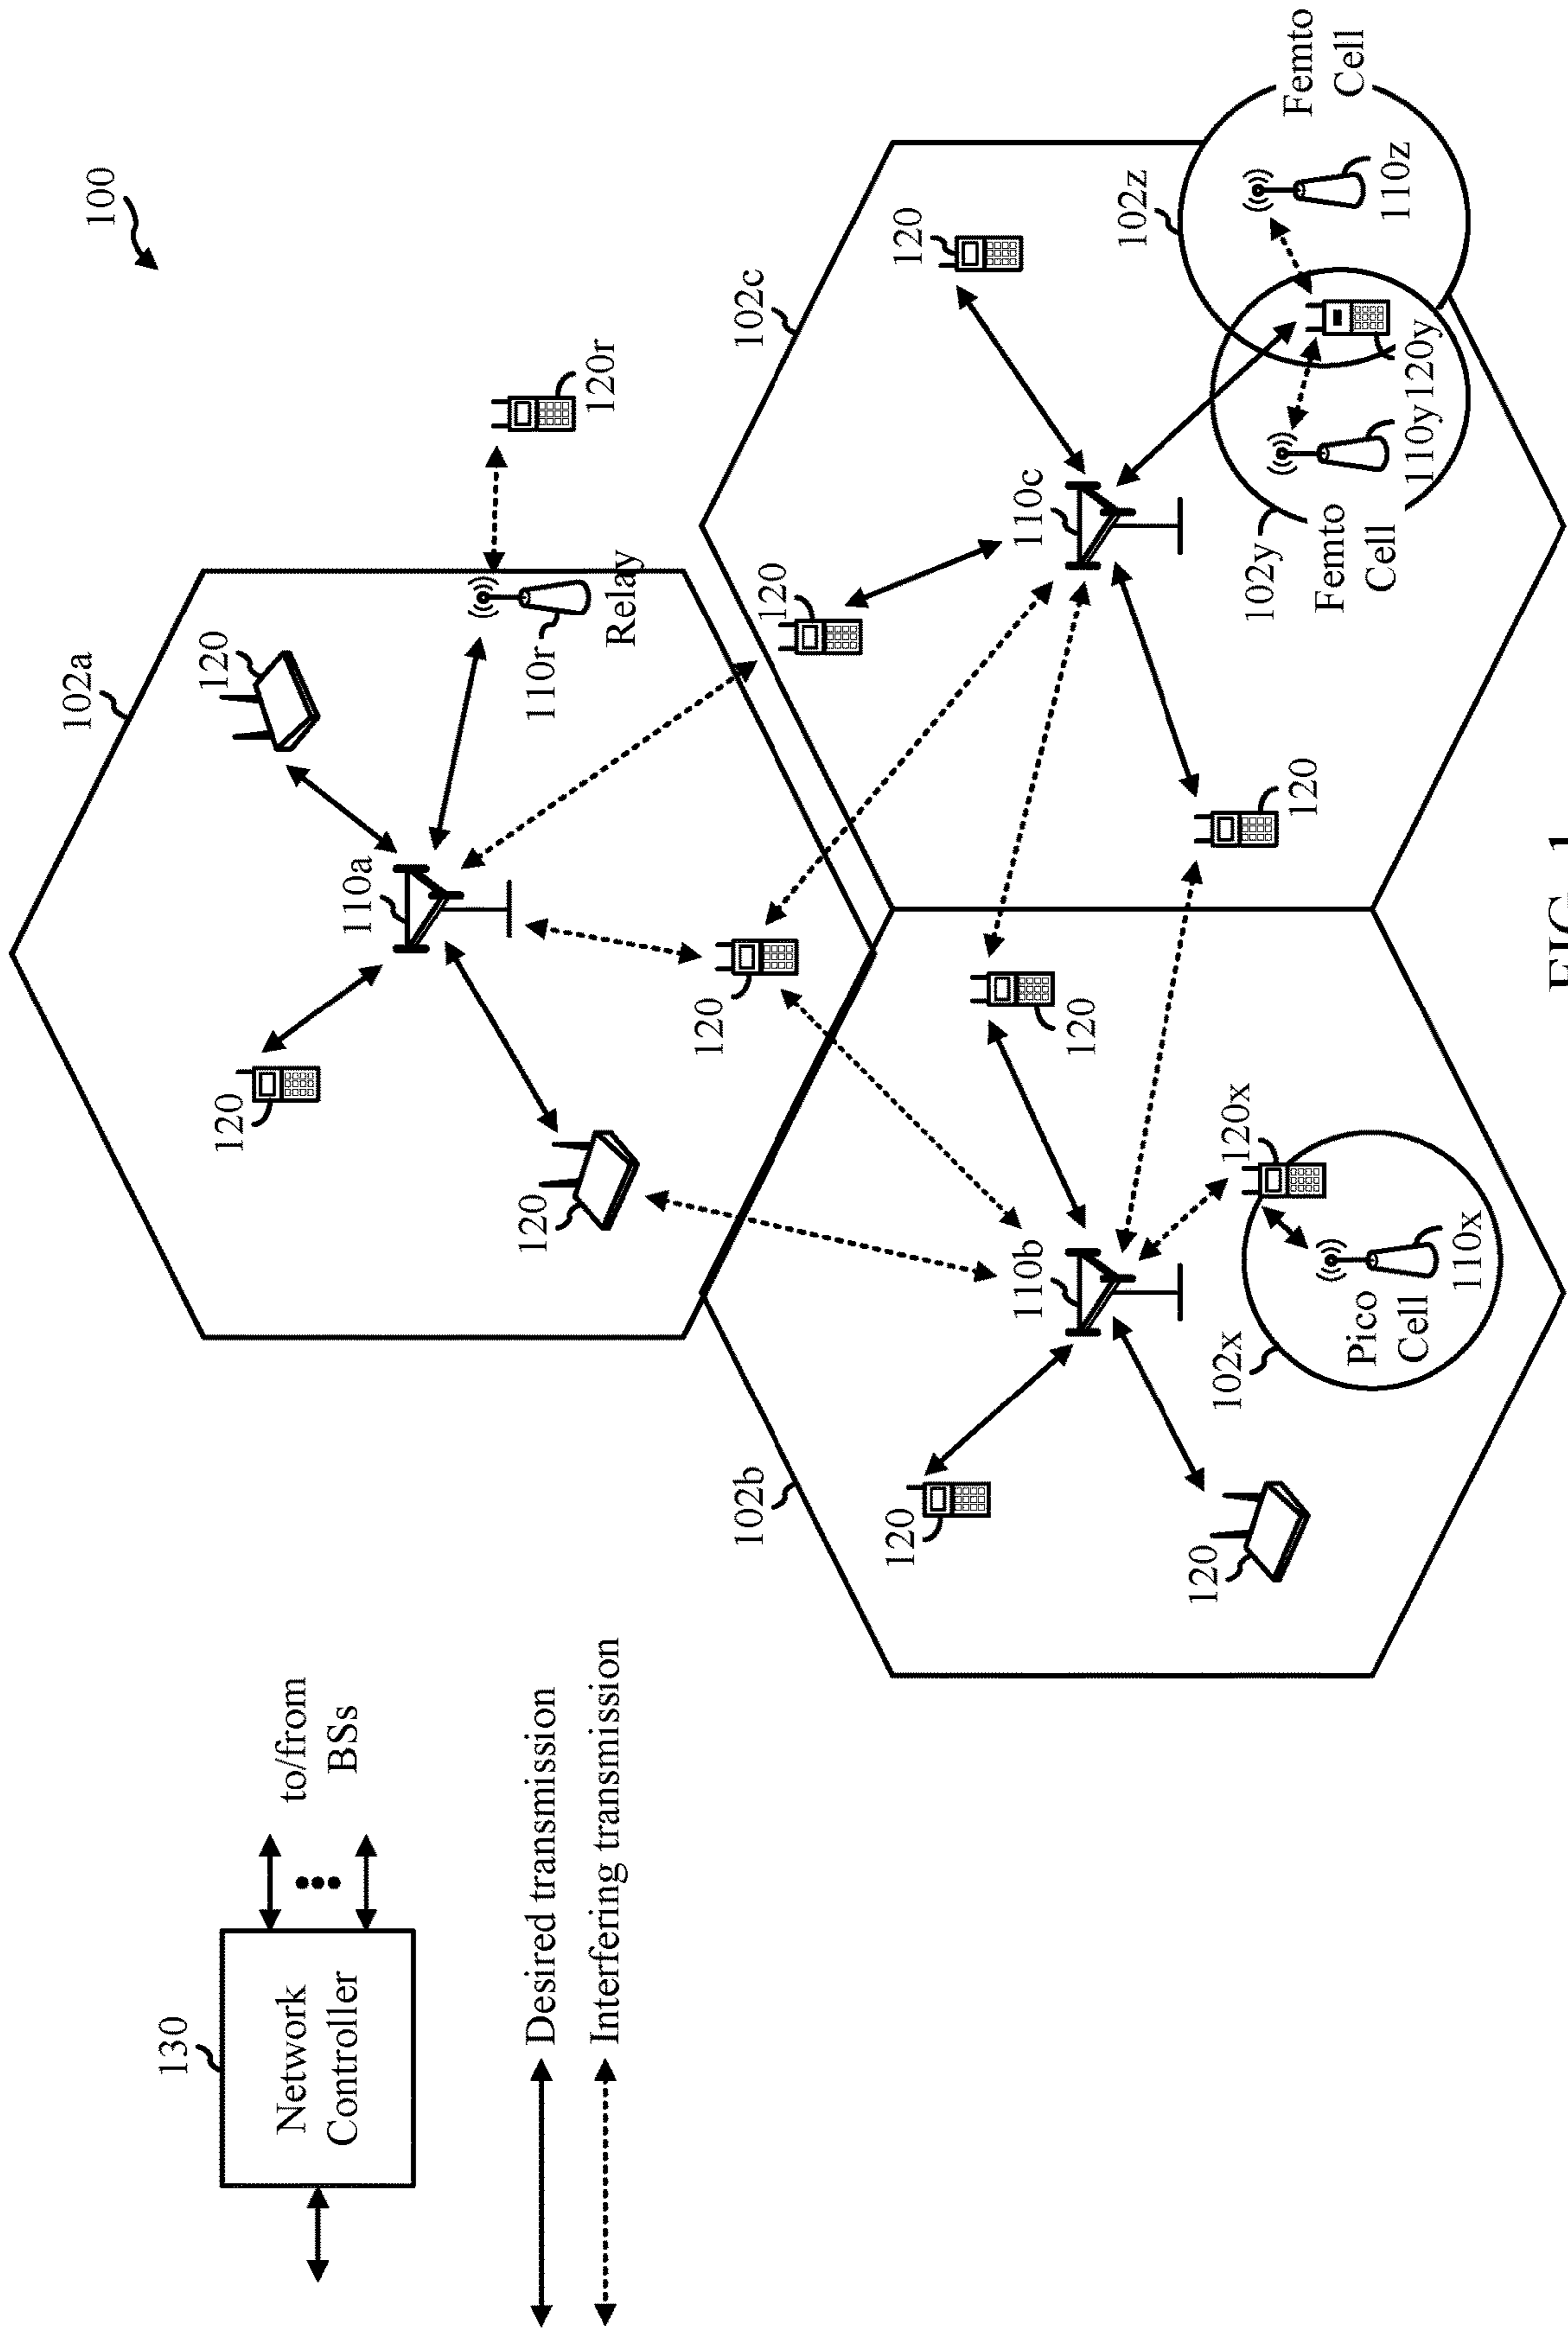 100
102a
130
120
120
Network
Controller
to/from
BSs
110a
Desired transmission
120
110r
120r
Interfering transmission
Relay
120
102b
120
102c
120
120
110b
110c
120
102z
120
102x
120x
102y
120
Femto
Cell
Femto
Cell
Pico
Cell
110z
110y
120y
110x
FIG. 1